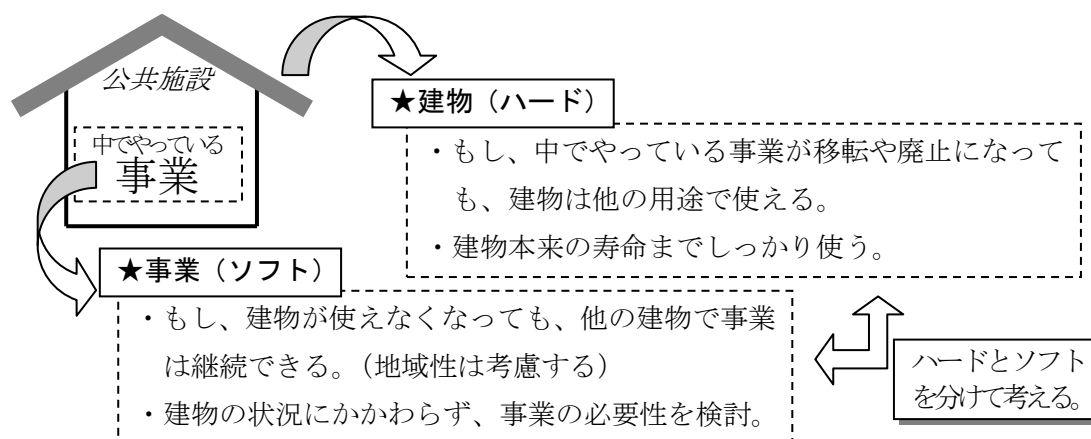 公共施設
中でやっている
事業
★建物（ハード）
・もし、中でやっている事業が移転や廃止になって
も、建物は他の用途で使える。
・建物本来の寿命までしっかり使う。
★事業（ソフト）
・もし、建物が使えなくなっても、他の建物で事業
は継続できる。（地域性は考慮する）
・建物の状況にかかわらず、事業の必要性を検討。
ハードとソフト
を分けて考える。